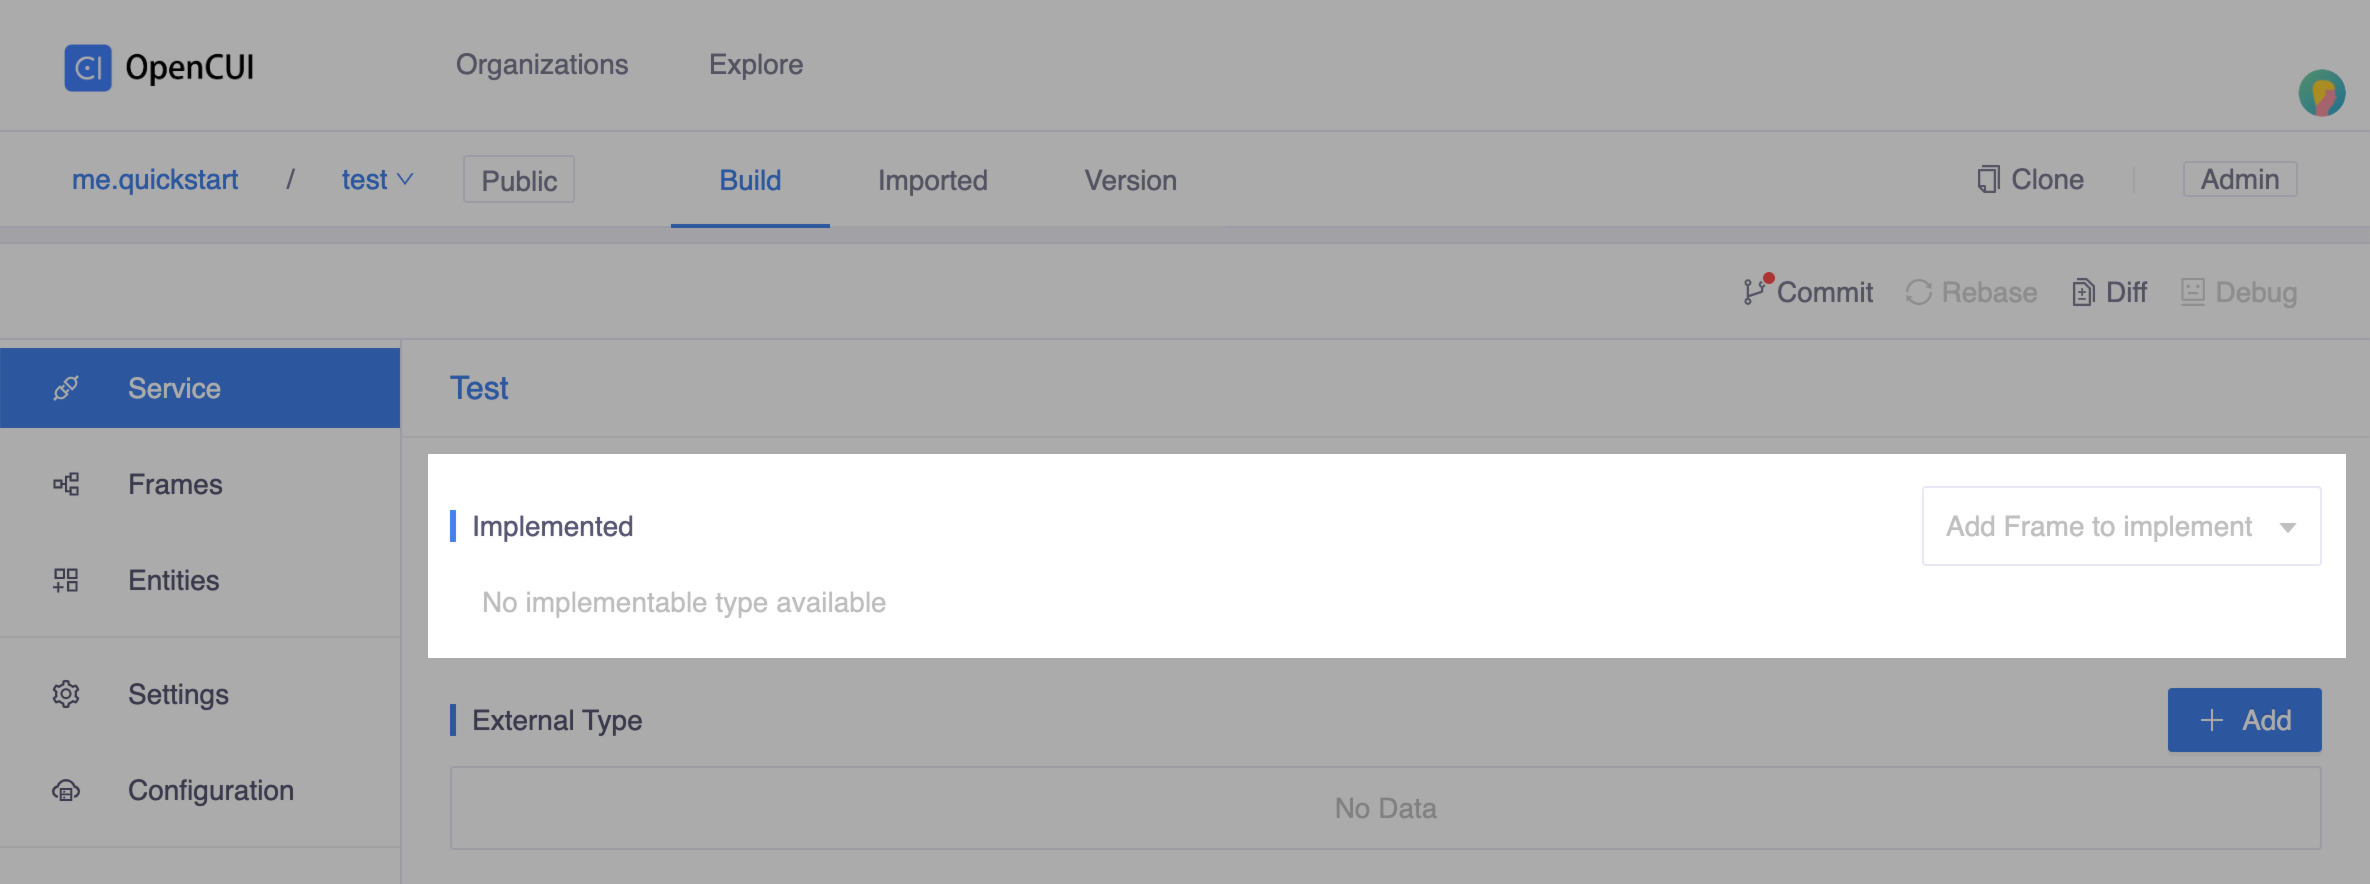 OpenCUI Organizations Explore
me.quickstart / test Public Build Imported Version Clone Admin
Commit Rebase Diff Debug
Service
Frames
Entities
Settings
Configuration
Test
Implemented Add Frame to implement
No implementable type available
External Type + Add
No Data